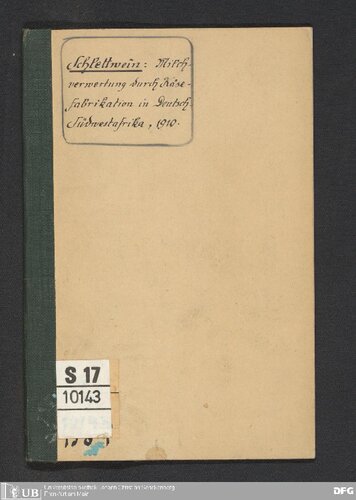 Schlettwein: Milch-
verwertung durch Käse-
fabrikation in Deutsch-
Südwestafrika, 1910.
S 17
10143
UB
Universitätsbibliothek Johann Christian Senckenberg
Frankfurt am Main
DFG